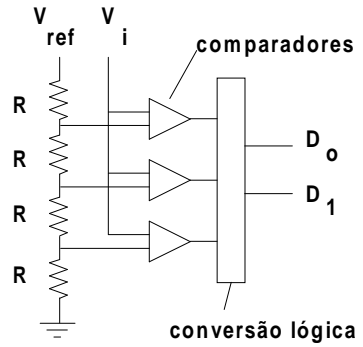 V ref
V i
comparadores
R
R
R
R
D o
D 1
conversão lógica